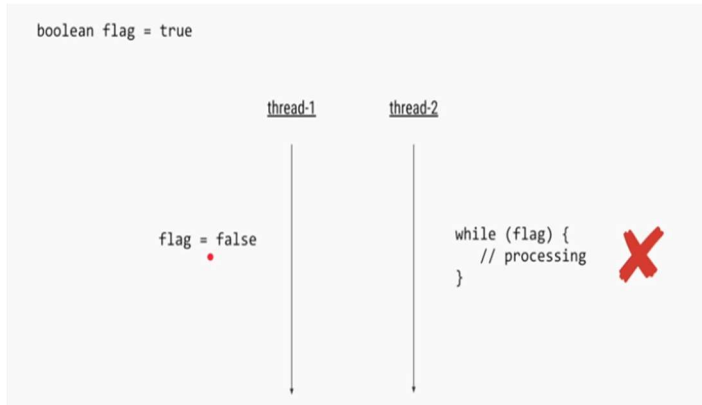 boolean flag = true
thread-1
thread-2
flag = false
while (flag) {
// processing
}